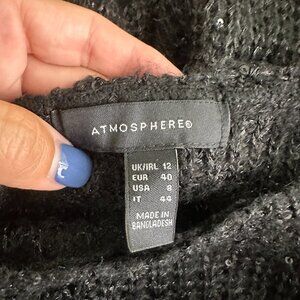 ATMOSPHERE®
UK/IRL 12
EUR 40
USA 8
IT 44
MADE IN
BANGLADESH